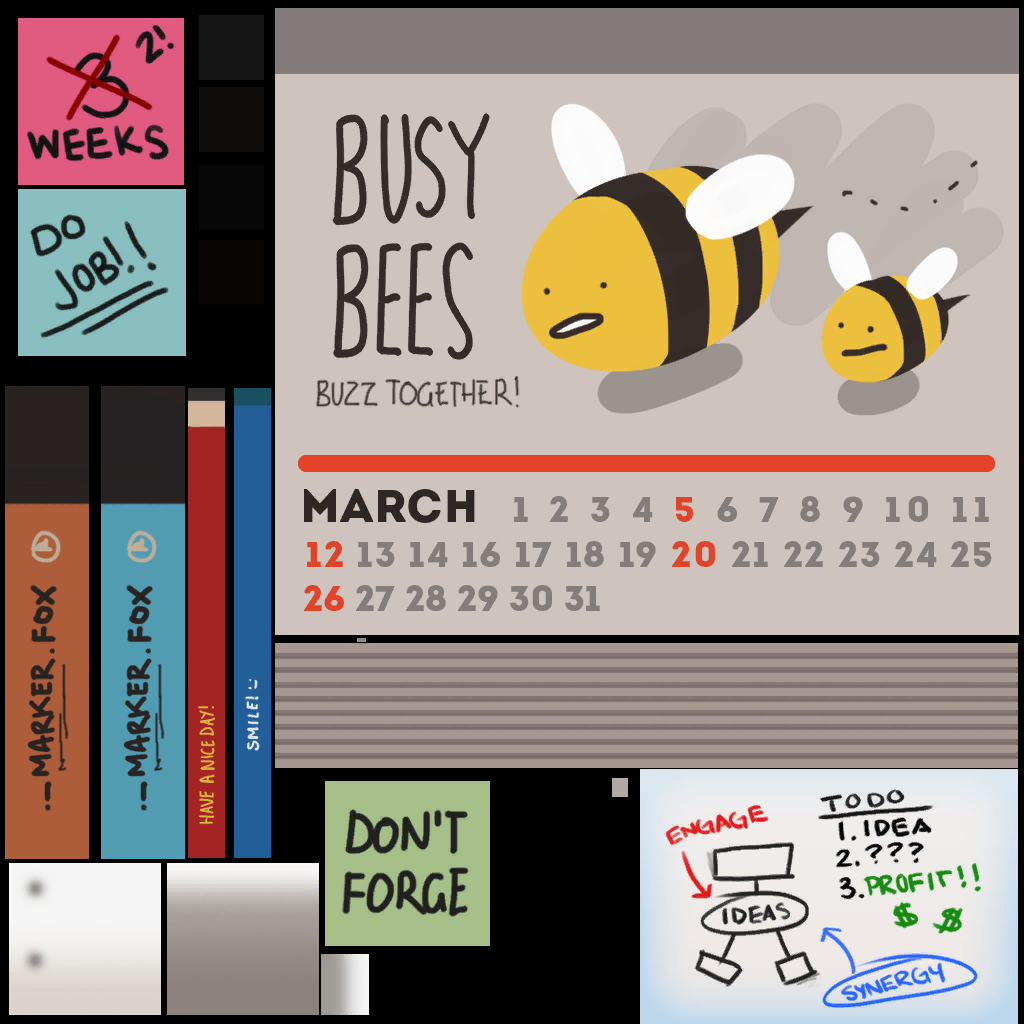 3 2!
WEEKS
DO
JOB!!
BUSY
BEES
BUZZ TOGETHER!
MARCH 1 2 3 4 5 6 7 8 9 10 11
12 13 14 15 16 17 18 19 20 21 22 23 24 25
26 27 28 29 30 31
MARKER.FOX
MARKER.FOX
HAVE A NICE DAY!
SMILE! :)
DON'T
FORGE
ENGAGE
IDEAS
TODO
1. IDEA
2. ???
3. PROFIT!!
$ $
SYNERGY